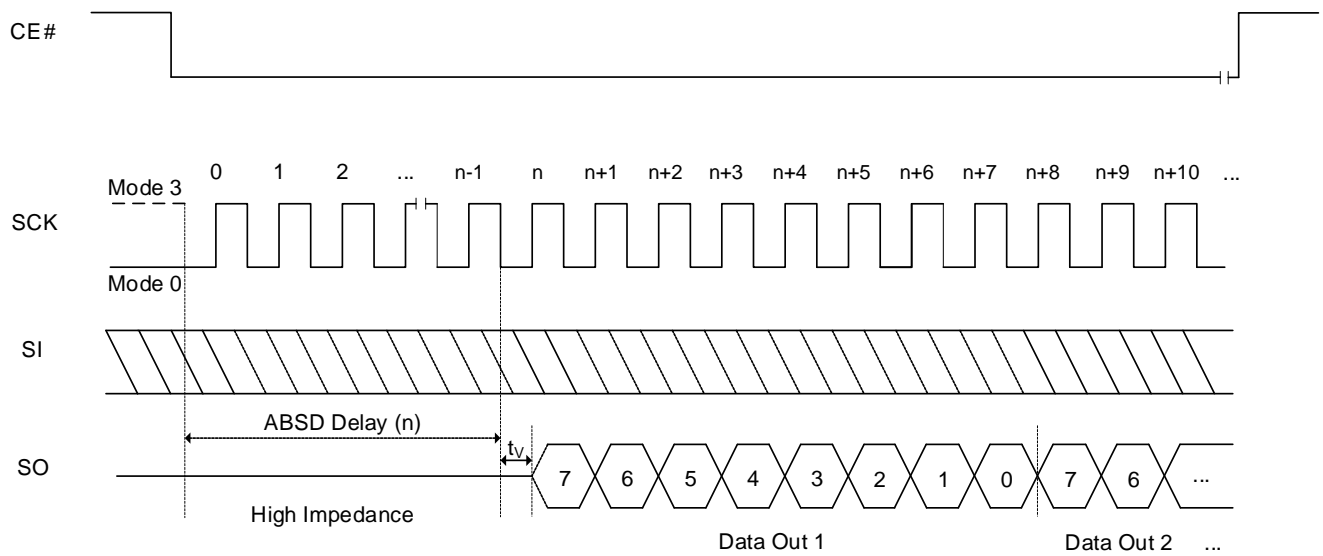 CE#
0 1 2 ... n-1 n n+1 n+2 n+3 n+4 n+5 n+6 n+7 n+8 n+9 n+10 ...
Mode 3
SCK
Mode 0
SI
ABSD Delay (n)
tV
SO
7 6 5 4 3 2 1 0 7 6 ...
High Impedance
Data Out 1 Data Out 2 ...